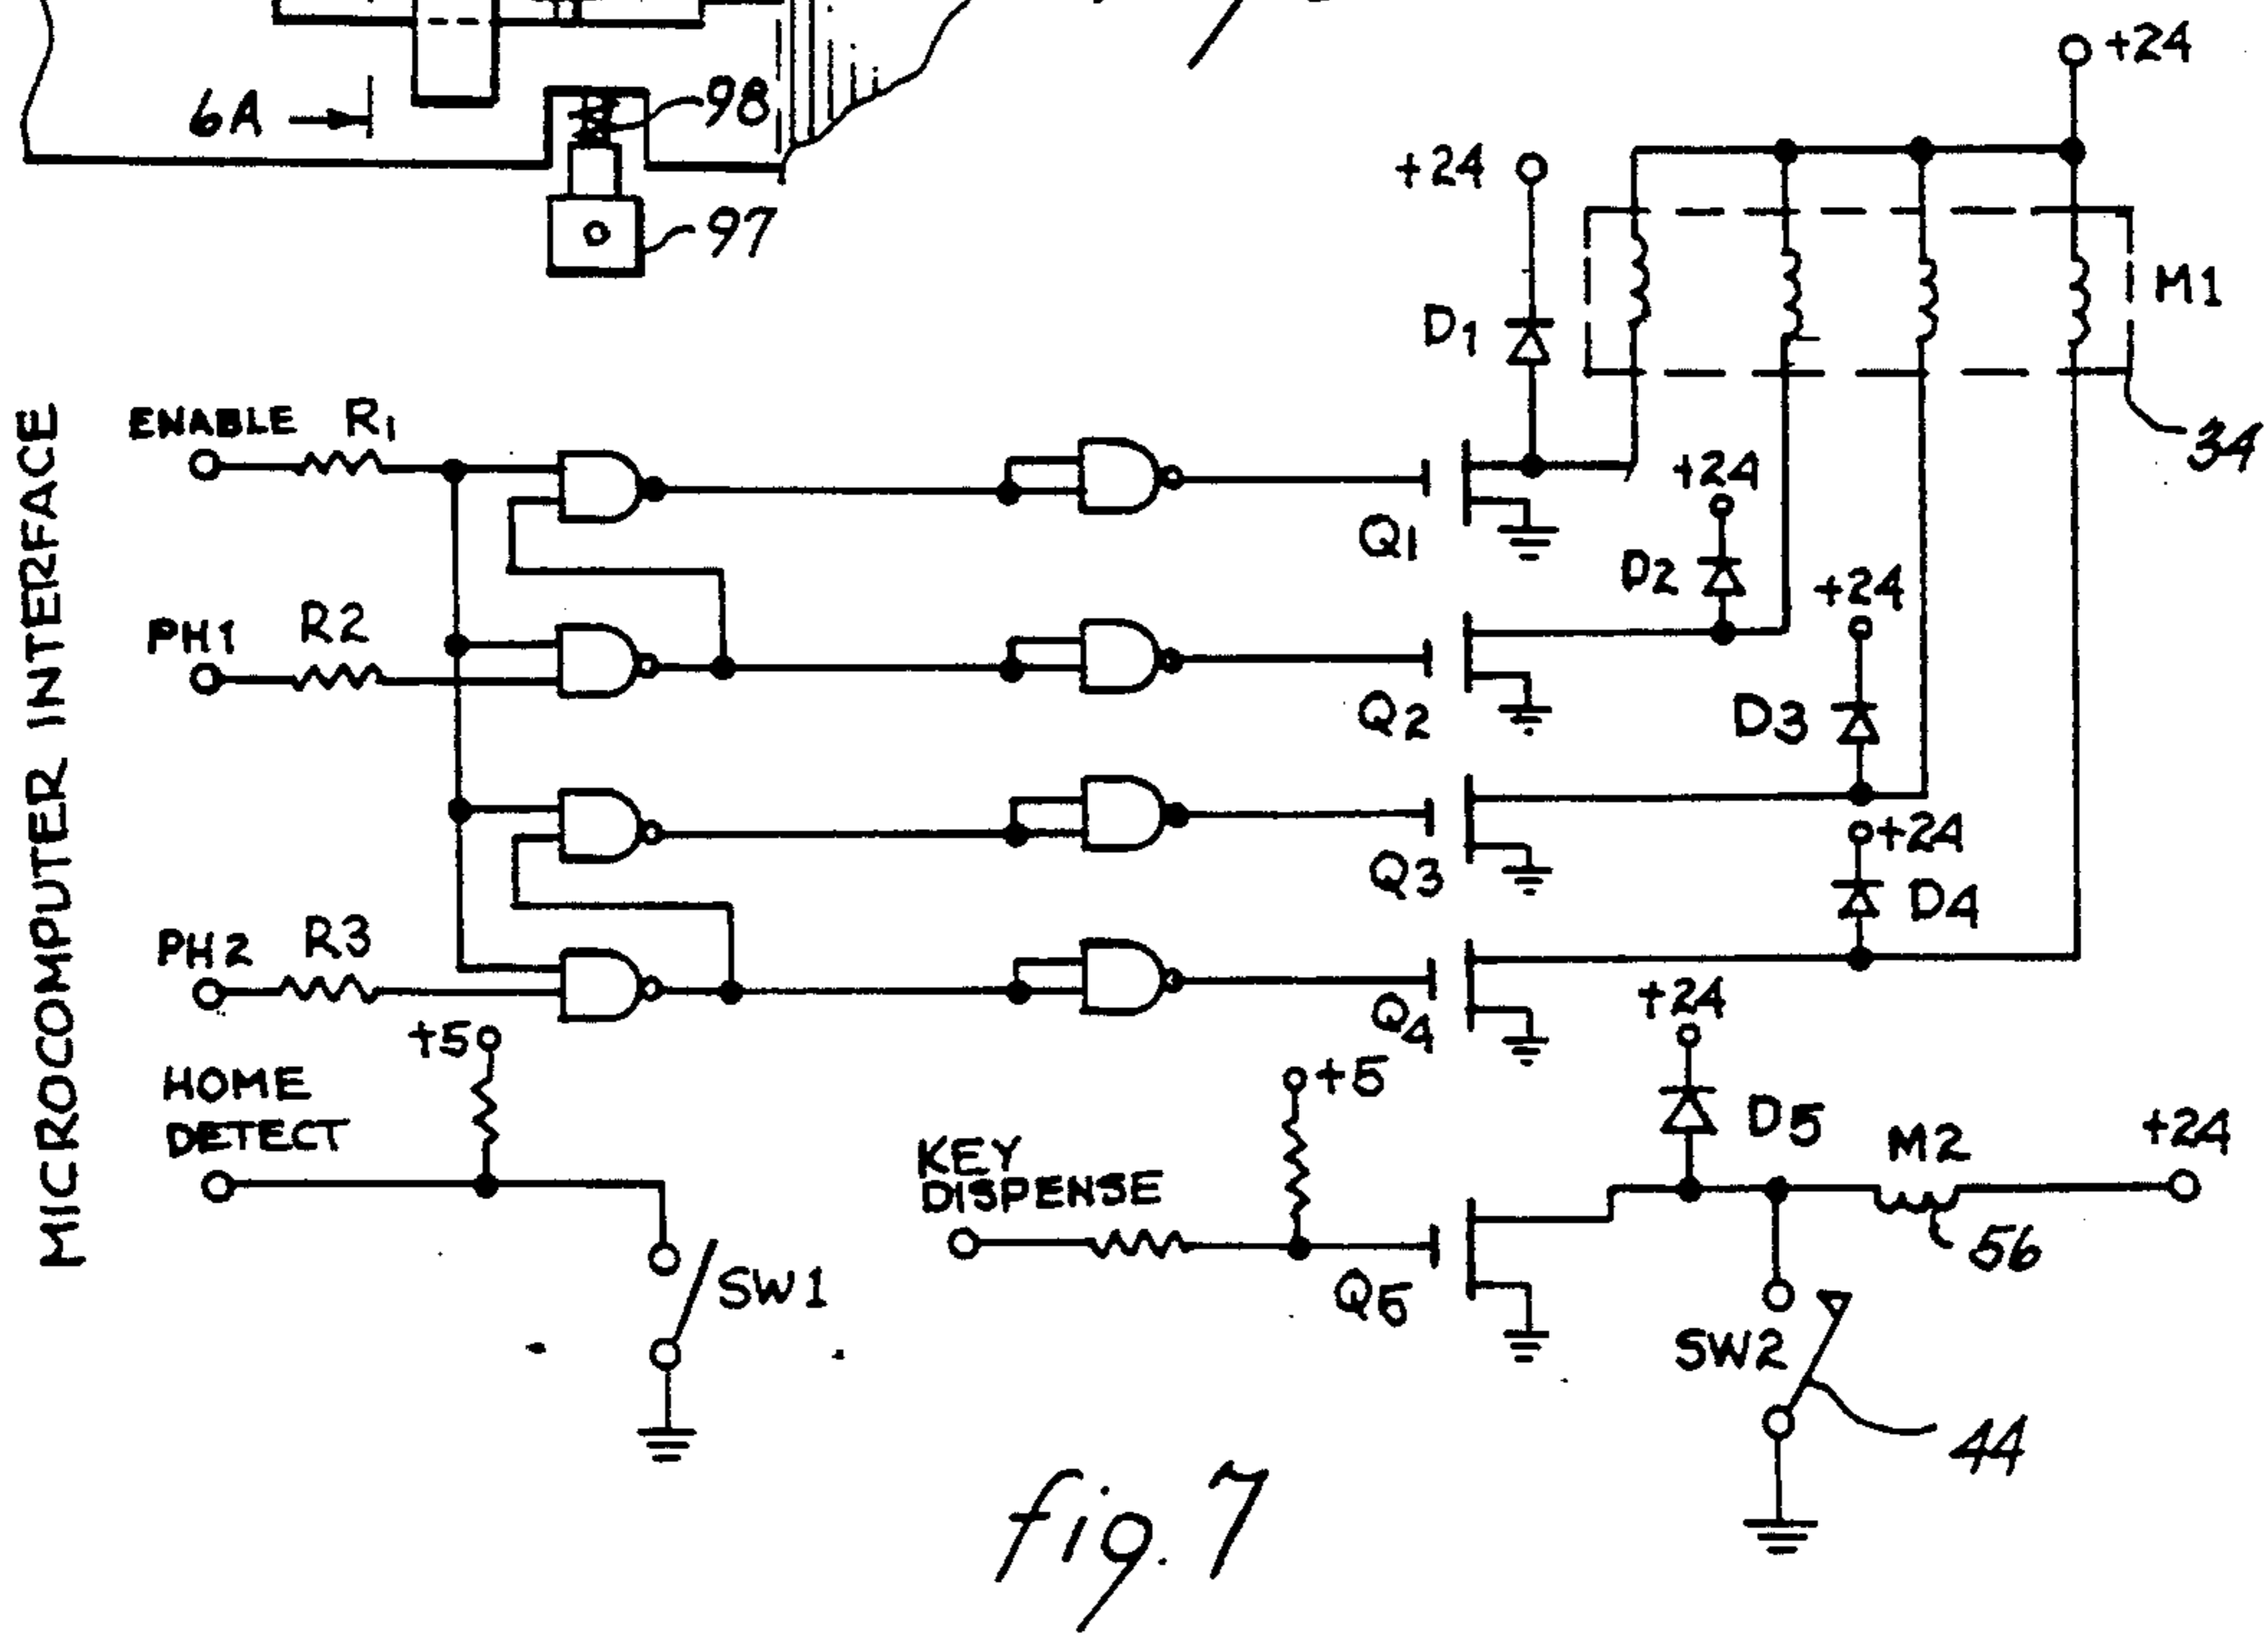 +24
6A
98
+24
97
M1
D1
34
ENABLE
R1
+24
Q1
D2
+24
PH1
R2
Q2
D3
+24
Q3
D4
PH2
R3
Q4
+24
+5
HOME
DETECT
+5
D5
M2
+24
KEY
DISPENSE
56
Q5
SW1
SW2
44
MICROCOMPUTER INTERFACE
fig. 7